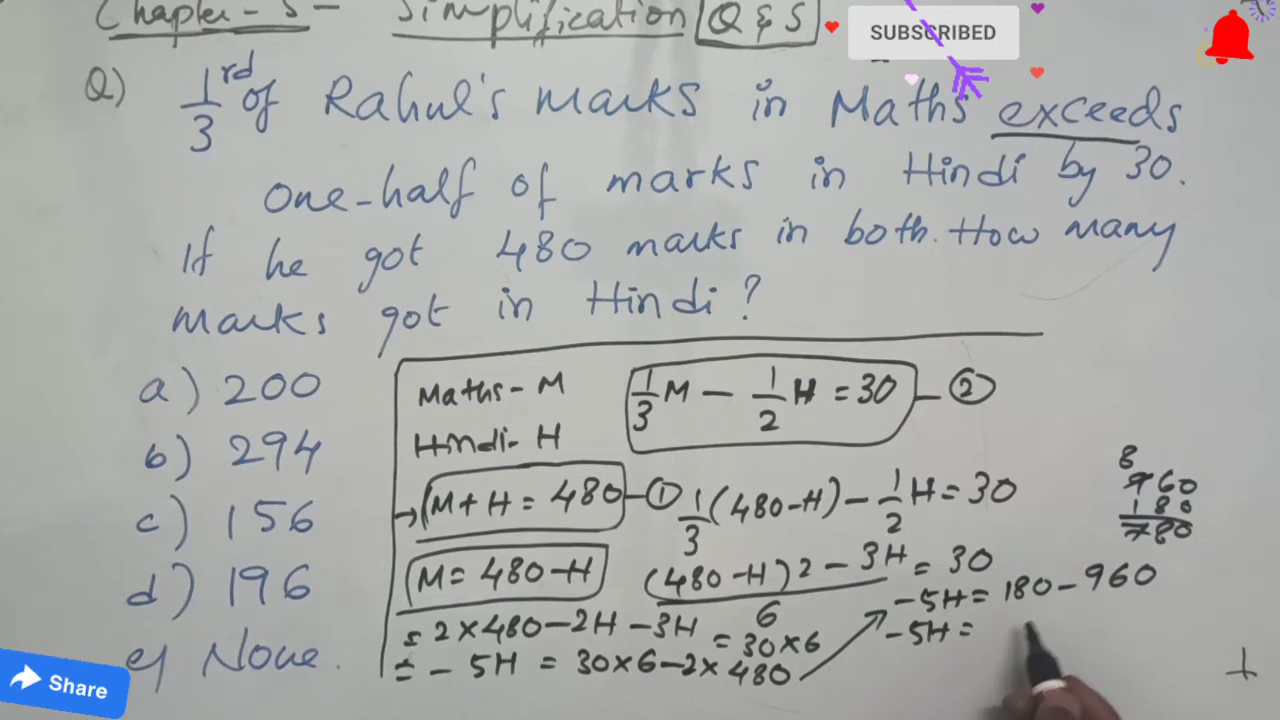 Chapter-5- Simplification Q & S
SUBSCRIBED
Q) 1/3 rd of Rahul's marks in Maths exceeds
one-half of marks in Hindi by 30.
If he got 480 marks in both. How many
marks got in Hindi?
a) 200
b) 294
c) 156
d) 196
e) None.
Maths - M
Hindi - H
1/3 M - 1/2 H = 30 - ②
→ M + H = 480 - ①
1/3 (480 - H) - 1/2 H = 30
M = 480 - H
(480 - H) 2 - 3H / 6 = 30
= 2 × 480 - 2H - 3H = 30 × 6
= - 5H = 30 × 6 - 2 × 480
- 5H = 180 - 960
- 5H =
8
960
180
780
Share